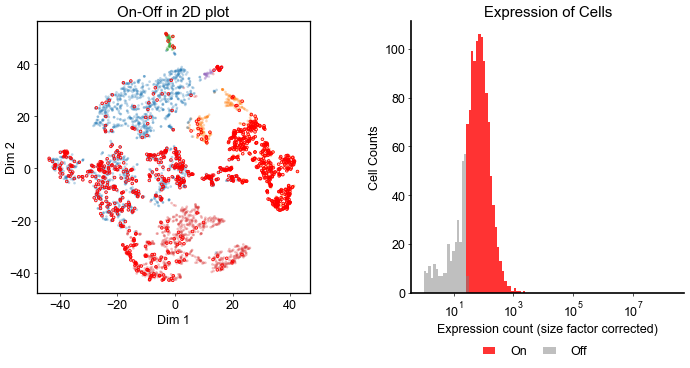 On-Off in 2D plot
Dim 2
40
20
0
−20
−40
−40 −20 0 20 40
Dim 1
Expression of Cells
Cell Counts
100
80
60
40
20
0
10^1 10^3 10^5 10^7
Expression count (size factor corrected)
On Off